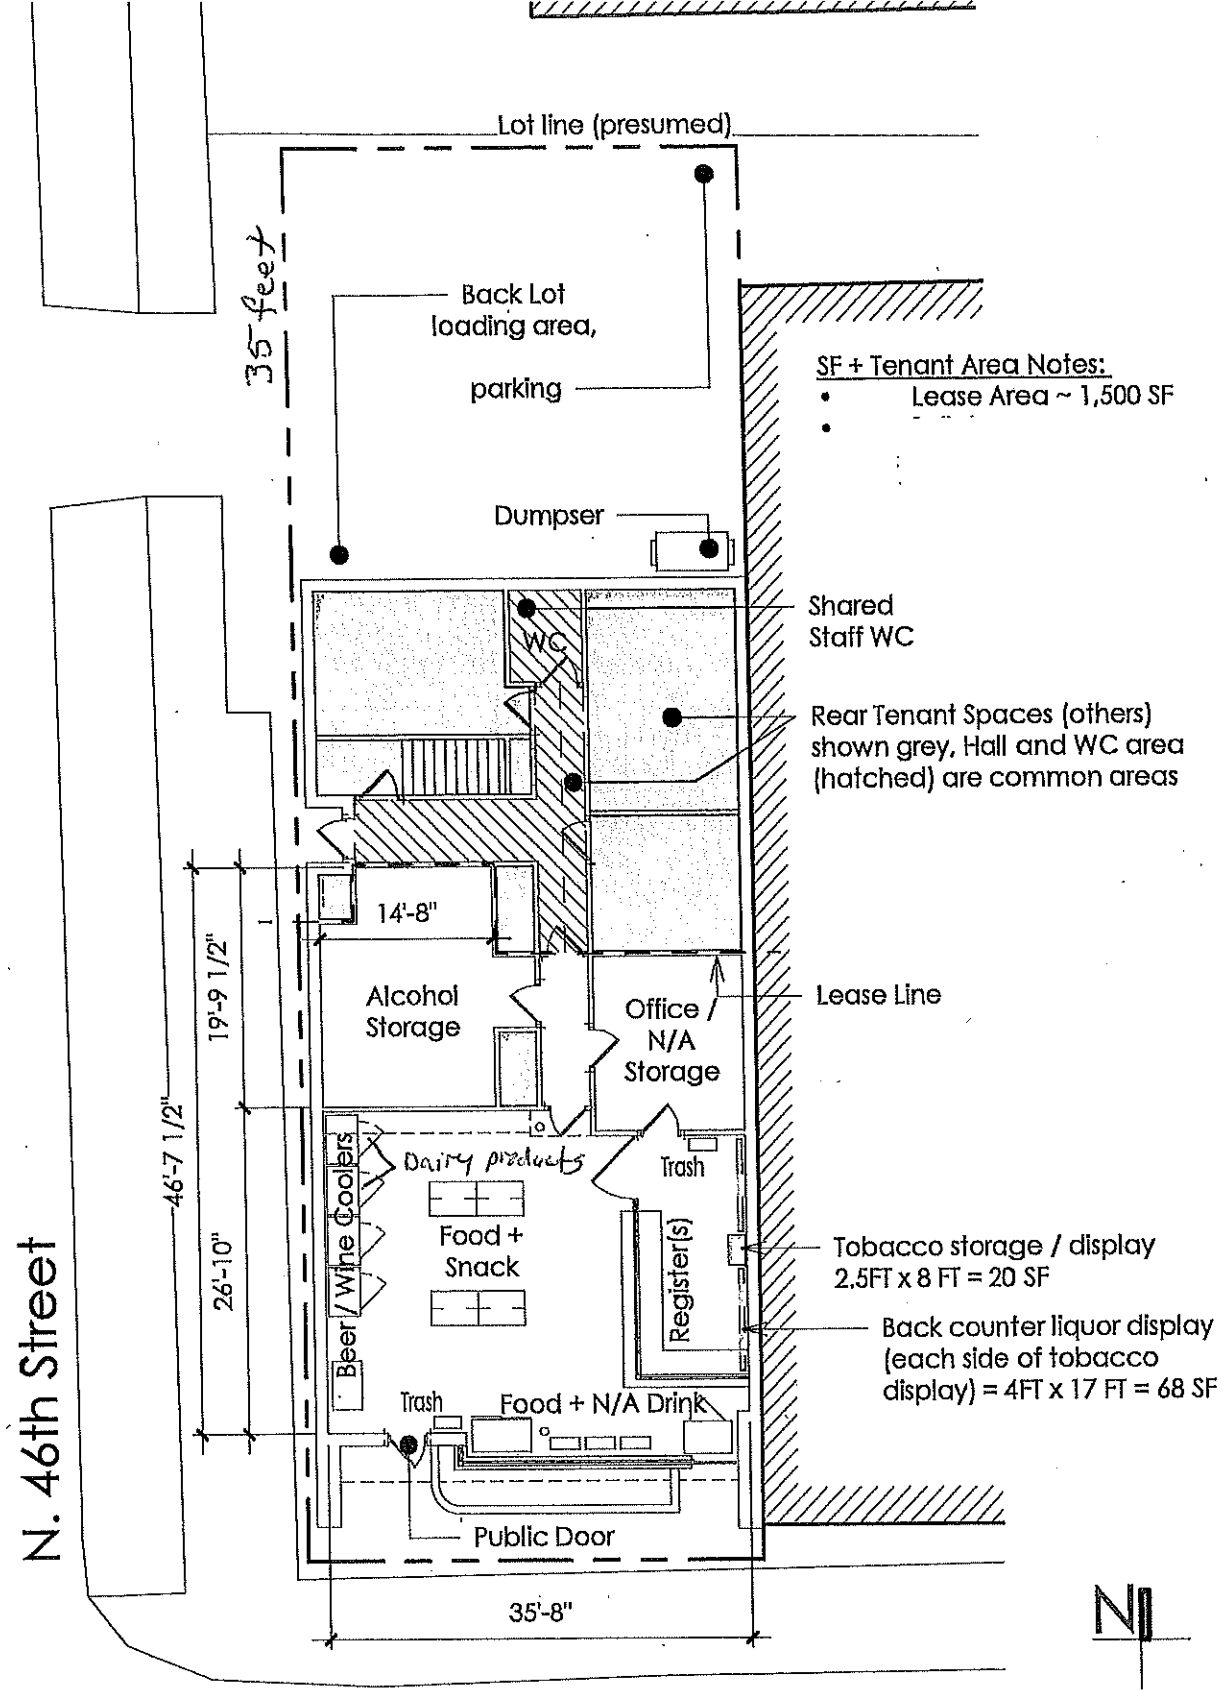 Lot line (presumed)
35 feet
Back Lot
loading area,
parking
SF + Tenant Area Notes:
• Lease Area ~ 1,500 SF
•
Dumpser
Shared
Staff WC
WC
Rear Tenant Spaces (others)
shown grey, Hall and WC area
(hatched) are common areas
14'-8"
19'-9 1/2"
Alcohol
Storage
Office /
N/A
Storage
Lease Line
46'-7 1/2"
26'-10"
Beer / Wine Coolers
Dairy products
Trash
Food +
Snack
Register(s)
Tobacco storage / display
2.5FT x 8 FT = 20 SF
Back counter liquor display
(each side of tobacco
display) = 4FT x 17 FT = 68 SF
Trash
Food + N/A Drink
N. 46th Street
Public Door
35'-8"
N